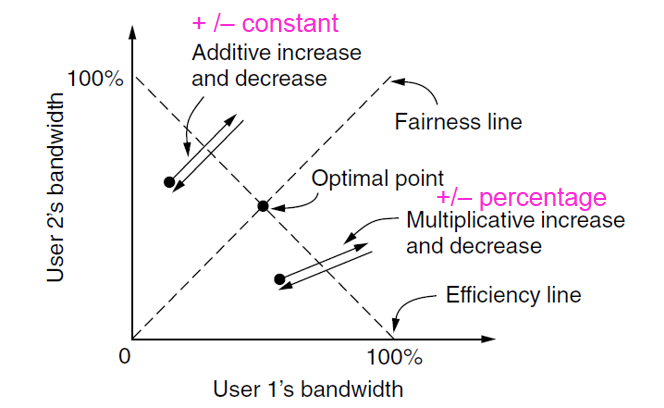 + /– constant
Additive increase
and decrease
100%
Fairness line
User 2's bandwidth
Optimal point
+/– percentage
Multiplicative increase
and decrease
Efficiency line
0
100%
User 1's bandwidth